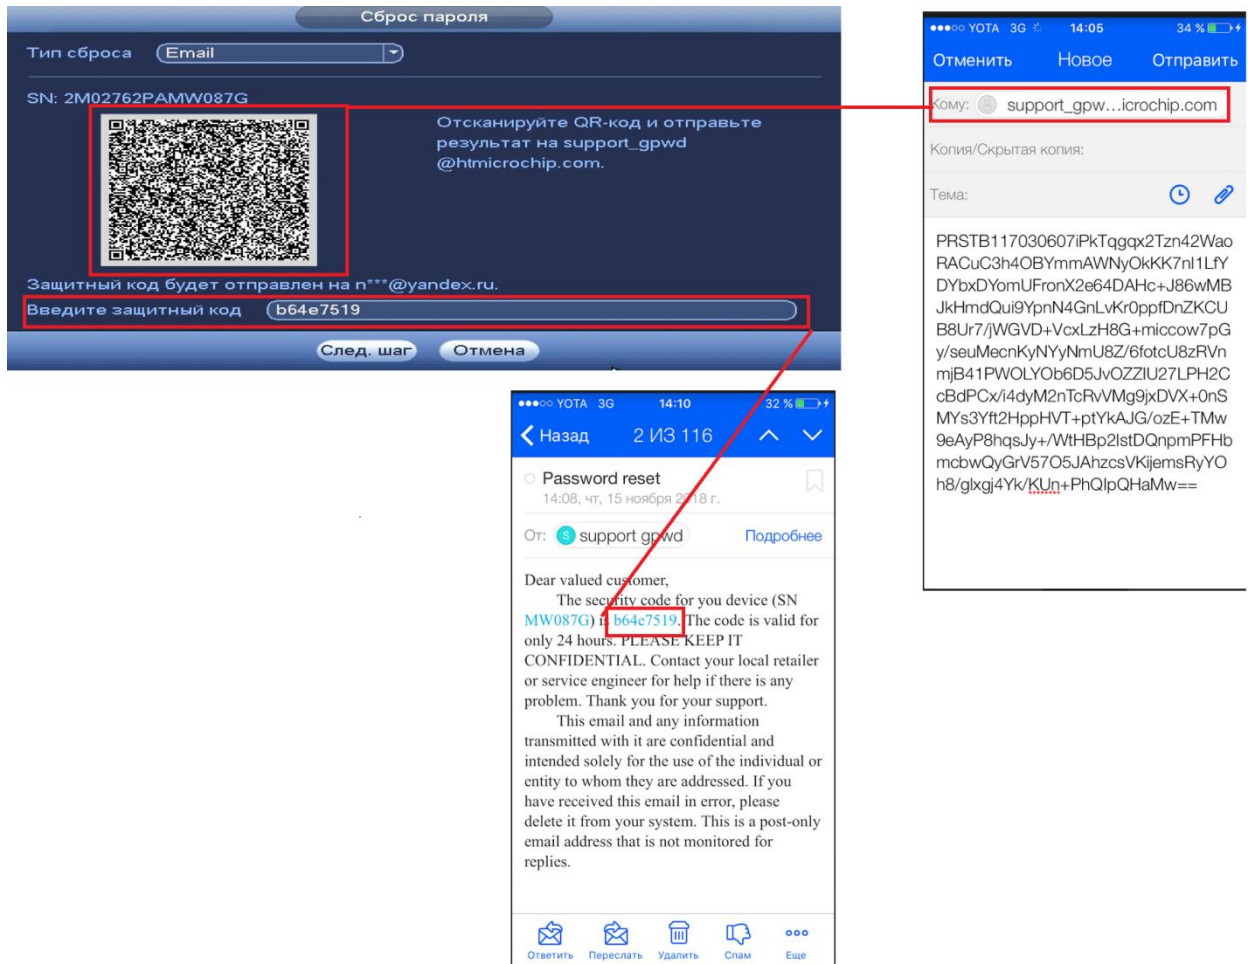 Сброс пароля
Тип сброса Email
SN: 2M02762PAMW087G
Отсканируйте QR-код и отправьте
результат на support_gpwd
@htmicrochip.com.
Защитный код будет отправлен на n***@yandex.ru.
Введите защитный код b64e7519
След. шаг Отмена
YOTA 3G 14:05 34 %
Отменить Новое Отправить
Кому: support_gpw...icrochip.com
Копия/Скрытая копия:
Тема:
PRSTB117030607iPkTqgqx2Tzn42Wao
RACuC3h4OBYmmAWNyOkKK7nI1LfY
DYbxDYomUFronX2e64DAHc+J86wMB
JkHmdQui9YpnN4GnLvKr0ppfDnZKCU
B8Ur7/jWGVD+VcxLzH8G+miccow7pG
y/seuMecnKyNYyNmU8Z/6fotcU8zRVn
mjB41PWOLYOb6D5JvOZZIU27LPH2C
cBdPCx/i4dyM2nTcRvVMg9jxDVX+0nS
MYs3Yft2HppHVT+ptYkAJG/ozE+TMw
9eAyP8hqsJy+/WtHBp2lstDQnpmPFHb
mcbwQyGrV57O5JAhzcsVKijemsRyYO
h8/glxgj4Yk/KUn+PhQIpQHaMw==
YOTA 3G 14:10 32 %
Назад 2 ИЗ 116
Password reset
14:08, чт, 15 ноября 2018 г.
От: S support gpwd Подробнее
Dear valued customer,
The security code for you device (SN
MW087G) is b64e7519. The code is valid for
only 24 hours. PLEASE KEEP IT
CONFIDENTIAL. Contact your local retailer
or service engineer for help if there is any
problem. Thank you for your support.
This email and any information
transmitted with it are confidential and
intended solely for the use of the individual or
entity to whom they are addressed. If you
have received this email in error, please
delete it from your system. This is a post-only
email address that is not monitored for
replies.
Ответить Переслать Удалить Спам Еще